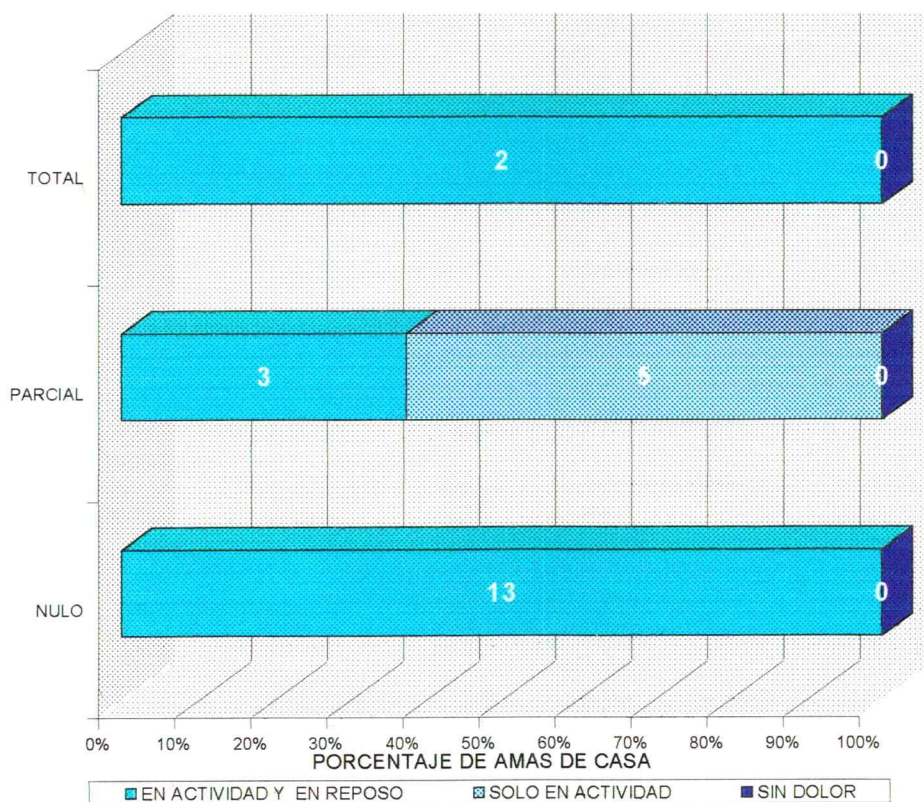 TOTAL
2
0
PARCIAL
3
5
0
NULO
13
0
0% 10% 20% 30% 40% 50% 60% 70% 80% 90% 100%
PORCENTAJE DE AMAS DE CASA
EN ACTIVIDAD Y EN REPOSO SOLO EN ACTIVIDAD SIN DOLOR